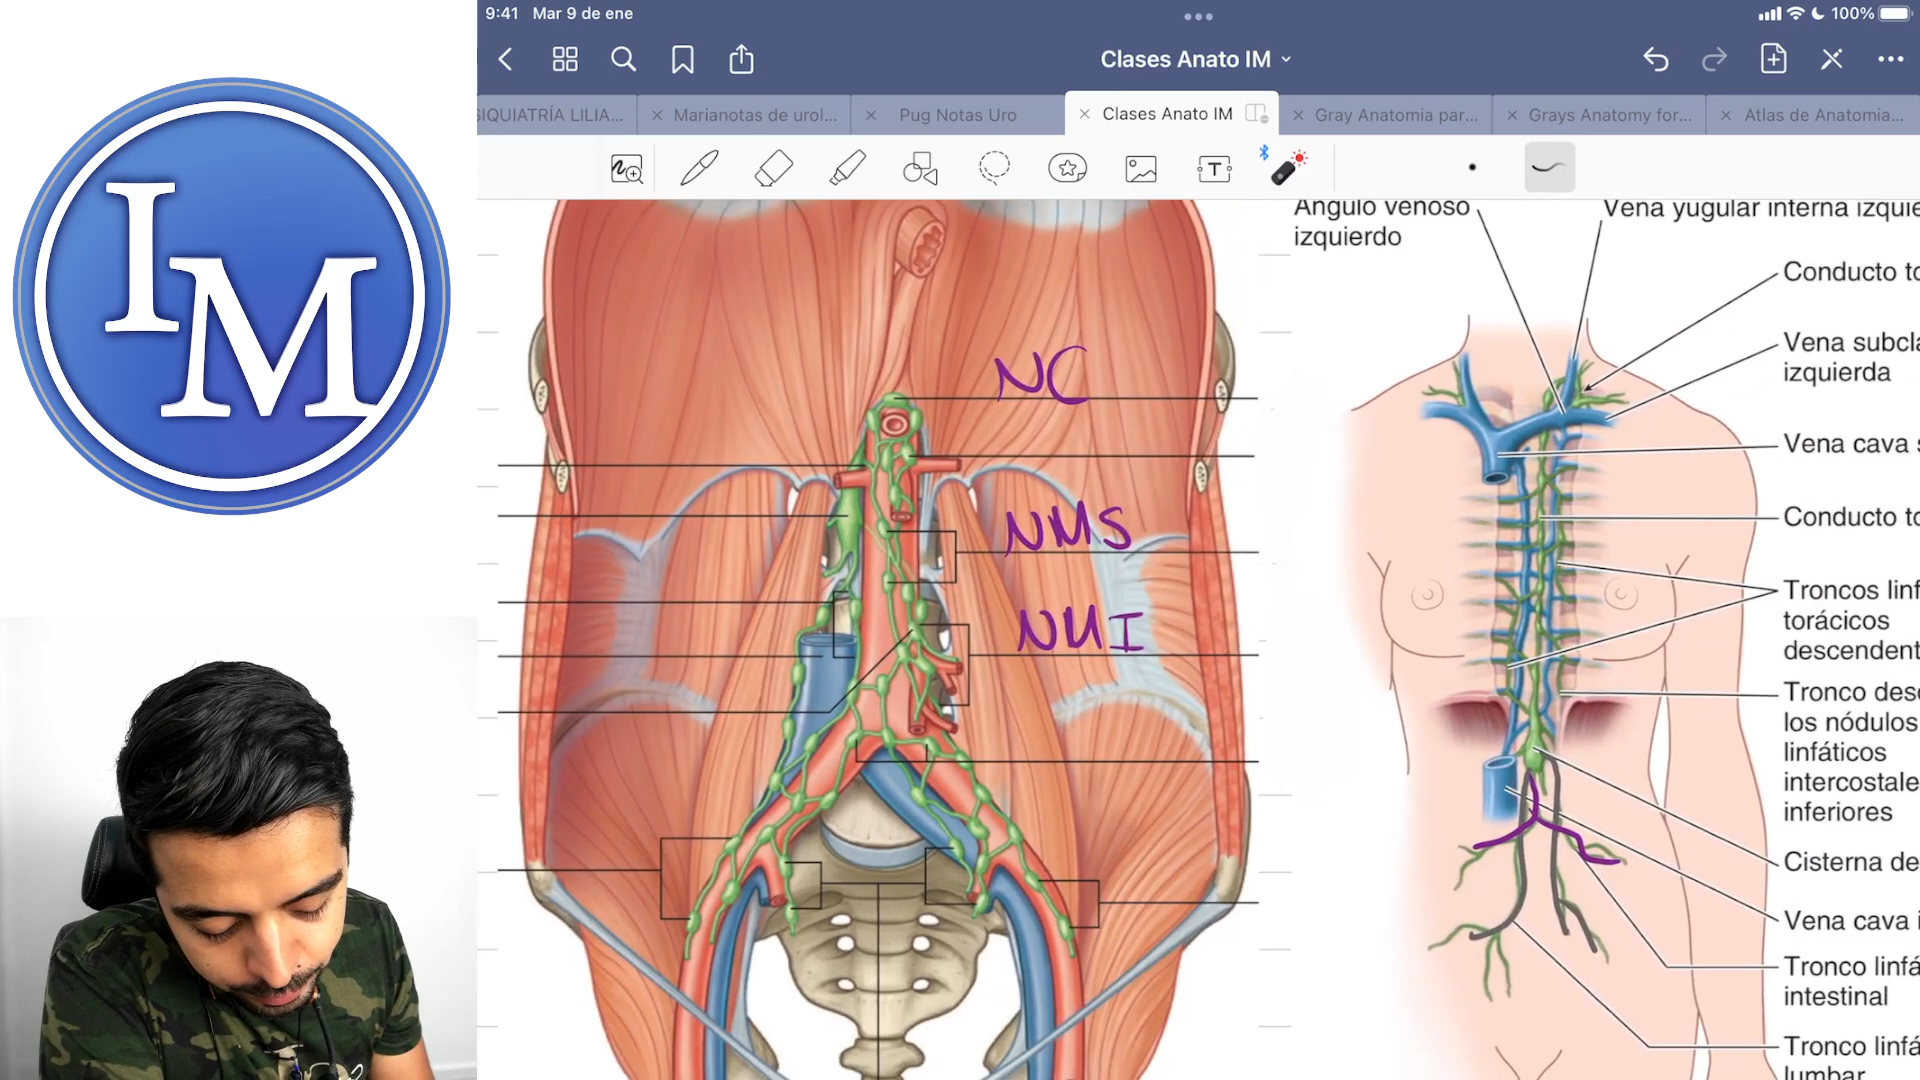 9:41 Mar 9 de ene
100%
Clases Anato IM
SIQUIATRÍA LILIA...
Marianotas de urol...
Pug Notas Uro
Clases Anato IM
Gray Anatomia par...
Grays Anatomy for...
Atlas de Anatomia...
T
IM
NC
NMS
NMI
Ángulo venoso
izquierdo
Vena yugular interna izquie
Conducto to
Vena subcla
izquierda
Vena cava s
Conducto to
Troncos linf
torácicos
descendent
Tronco desc
los nódulos
linfáticos
intercostale
inferiores
Cisterna de
Vena cava i
Tronco linfá
intestinal
Tronco linfá
lumbar